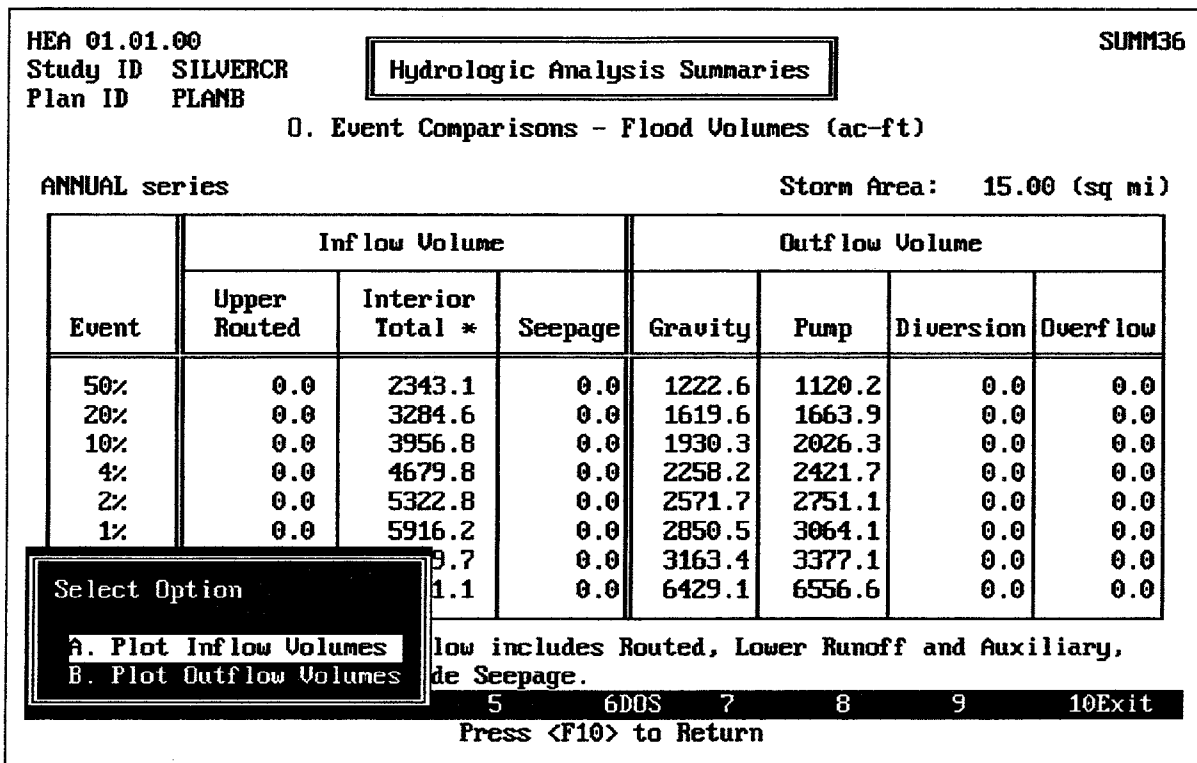 HEA 01.01.00
SUMM36
Study ID SILVERCR
Hydrologic Analysis Summaries
Plan ID PLANB
O. Event Comparisons - Flood Volumes (ac-ft)
ANNUAL series
Storm Area: 15.00 (sq mi)
Inflow Volume
Outflow Volume
Event
Upper Routed
Interior Total *
Seepage
Gravity
Pump
Diversion
Overflow
50% 0.0 2343.1 0.0 1222.6 1120.2 0.0 0.0
20% 0.0 3284.6 0.0 1619.6 1663.9 0.0 0.0
10% 0.0 3956.8 0.0 1930.3 2026.3 0.0 0.0
4% 0.0 4679.8 0.0 2258.2 2421.7 0.0 0.0
2% 0.0 5322.8 0.0 2571.7 2751.1 0.0 0.0
1% 0.0 5916.2 0.0 2850.5 3064.1 0.0 0.0
9.7 0.0 3163.4 3377.1 0.0 0.0
1.1 0.0 6429.1 6556.6 0.0 0.0
Select Option
A. Plot Inflow Volumes
B. Plot Outflow Volumes
low includes Routed, Lower Runoff and Auxiliary,
de Seepage.
5 6DOS 7 8 9 10Exit
Press <F10> to Return